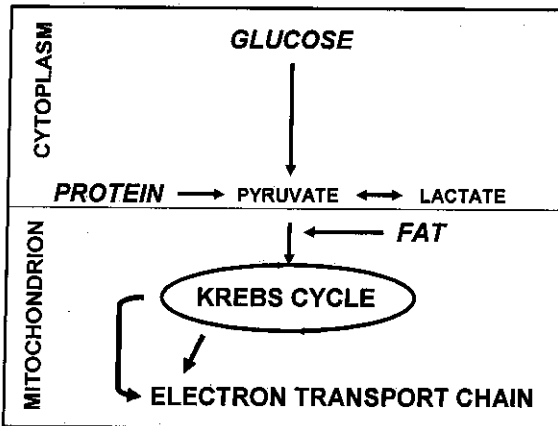 CYTOPLASM
GLUCOSE
PROTEIN PYRUVATE LACTATE
MITOCHONDRION
FAT
KREBS CYCLE
ELECTRON TRANSPORT CHAIN